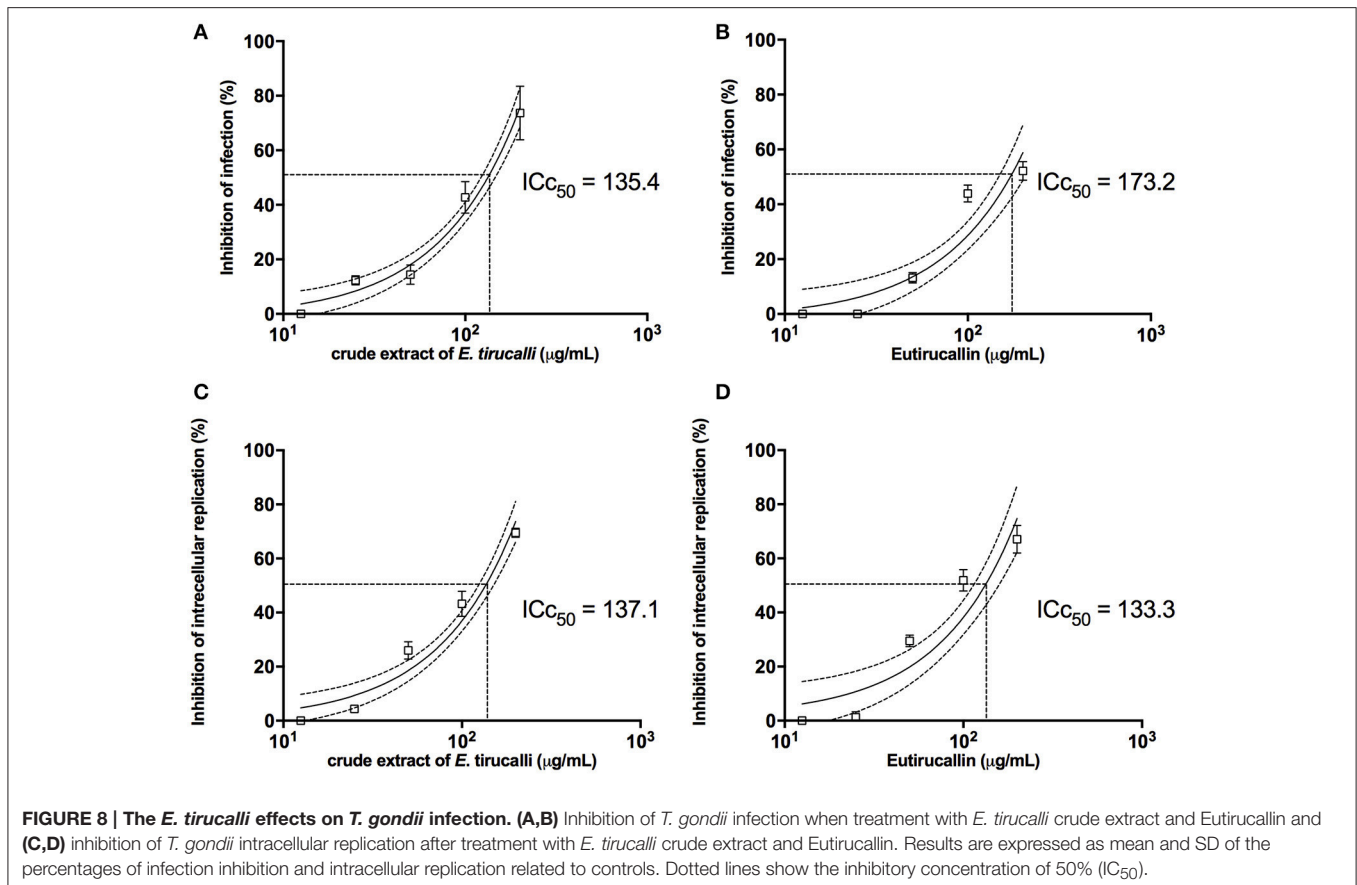 A
Inhibition of infection (%)
100
80
60
40
20
0
ICc50 = 135.4
10¹ 10² 10³
crude extract of E. tirucalli (μg/mL)
B
Inhibition of infection (%)
100
80
60
40
20
0
ICc50 = 173.2
10¹ 10² 10³
Eutirucallin (μg/mL)
C
Inhibition of intrecellular replication (%)
100
80
60
40
20
0
ICc50 = 137.1
10¹ 10² 10³
crude extract of E. tirucalli (μg/mL)
D
Inhibition of intrecellular replication (%)
100
80
60
40
20
0
ICc50 = 133.3
10¹ 10² 10³
Eutirucallin (μg/mL)
FIGURE 8 | The E. tirucalli effects on T. gondii infection. (A,B) Inhibition of T. gondii infection when treatment with E. tirucalli crude extract and Eutirucallin and
(C,D) inhibition of T. gondii intracellular replication after treatment with E. tirucalli crude extract and Eutirucallin. Results are expressed as mean and SD of the
percentages of infection inhibition and intracellular replication related to controls. Dotted lines show the inhibitory concentration of 50% (IC50).